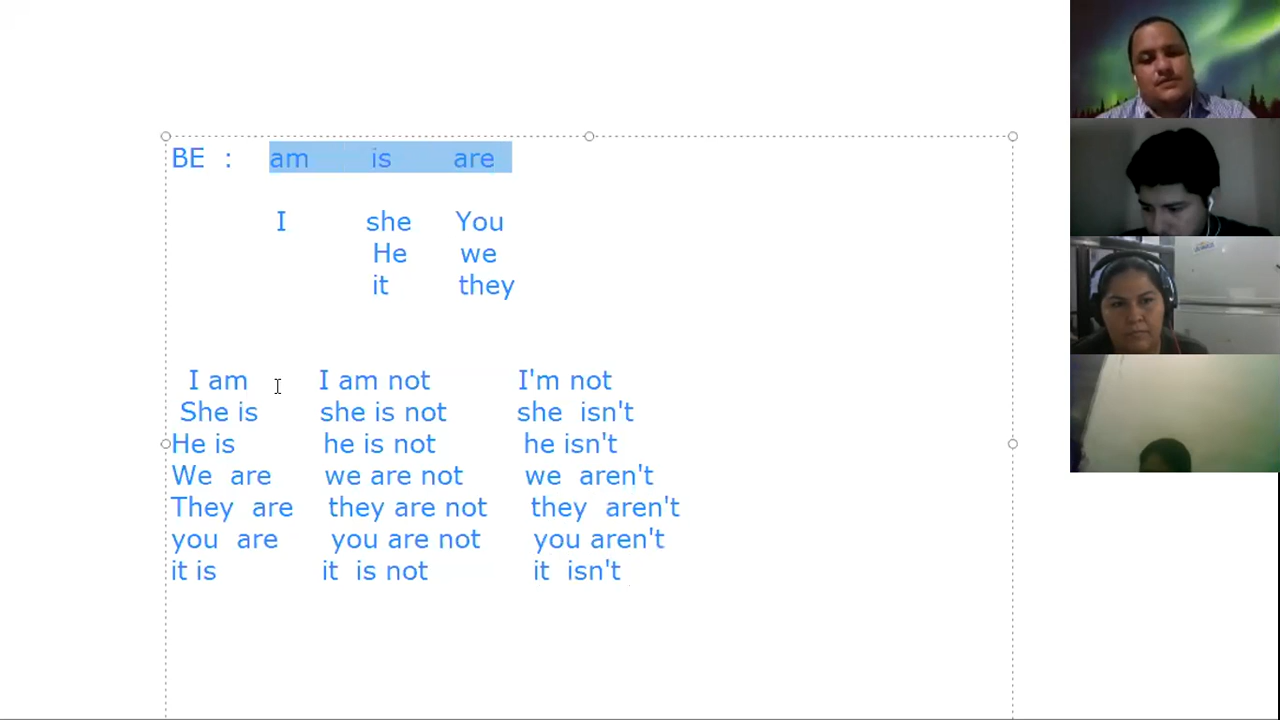 BE : am is are
I she You
He we
it they
I am I am not I'm not
She is she is not she isn't
He is he is not he isn't
We are we are not we aren't
They are they are not they aren't
you are you are not you aren't
it is it is not it isn't